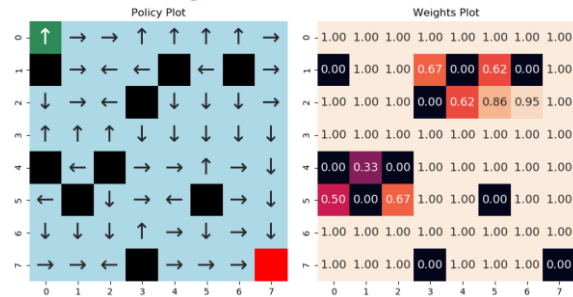 Policy Plot
0 ↑ → → ↑ ↑ ↑ ↑ →
1 → ← ← ← →
2 ↓ → ← ↓ ↓ ↓ →
3 ↑ ↑ ↑ ↓ ↓ ↓ ↓ ↓
4 ← → → ↑ → ↓
5 ← ↓ → ← → ↓
6 ↓ ↓ ↓ ↑ → ↓ → ↓
7 → → ← → → →
0 1 2 3 4 5 6 7
Weights Plot
0 1.00 1.00 1.00 1.00 1.00 1.00 1.00 1.00
1 0.00 1.00 1.00 0.67 0.00 0.62 0.00 1.00
2 1.00 1.00 1.00 0.00 0.62 0.86 0.95 1.00
3 1.00 1.00 1.00 1.00 1.00 1.00 1.00 1.00
4 0.00 0.33 0.00 1.00 1.00 1.00 1.00 1.00
5 0.50 0.00 0.67 1.00 1.00 0.00 1.00 1.00
6 1.00 1.00 1.00 1.00 1.00 1.00 1.00 1.00
7 1.00 1.00 1.00 0.00 1.00 1.00 1.00 0.00
0 1 2 3 4 5 6 7